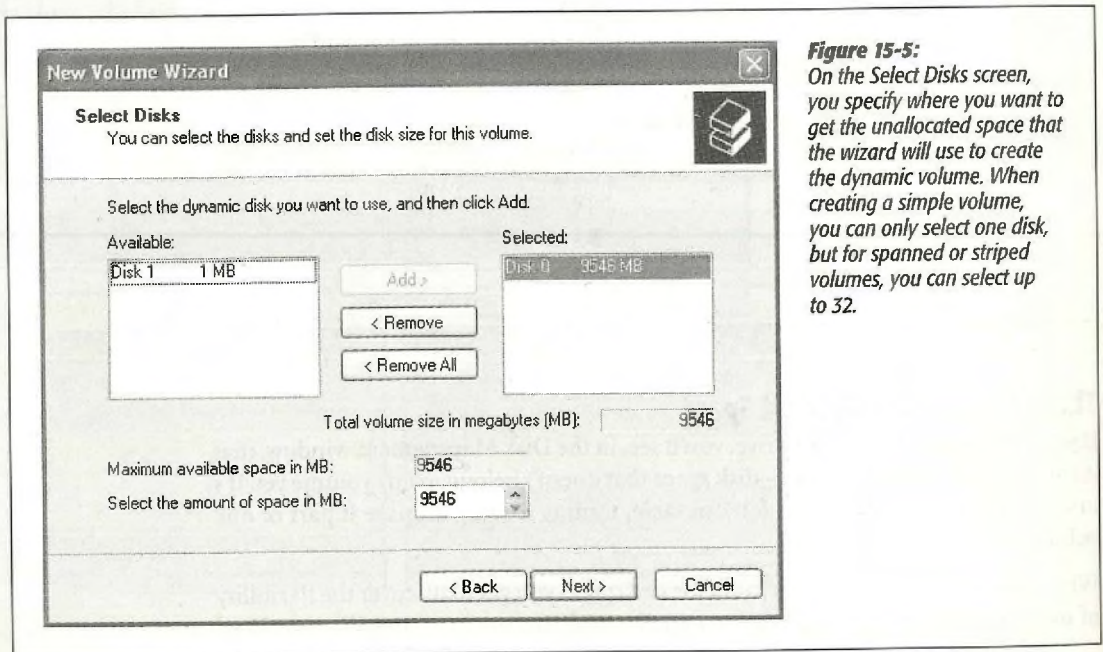 New Volume Wizard
Select Disks
You can select the disks and set the disk size for this volume.
Select the dynamic disk you want to use, and then click Add.
Available:
Selected:
Disk 1 1 MB
Disk 0 9546 MB
Add >
< Remove
< Remove All
Total volume size in megabytes (MB): 9546
Maximum available space in MB: 9546
Select the amount of space in MB: 9546
< Back
Next >
Cancel
Figure 15-5:
On the Select Disks screen,
you specify where you want to
get the unallocated space that
the wizard will use to create
the dynamic volume. When
creating a simple volume,
you can only select one disk,
but for spanned or striped
volumes, you can select up
to 32.